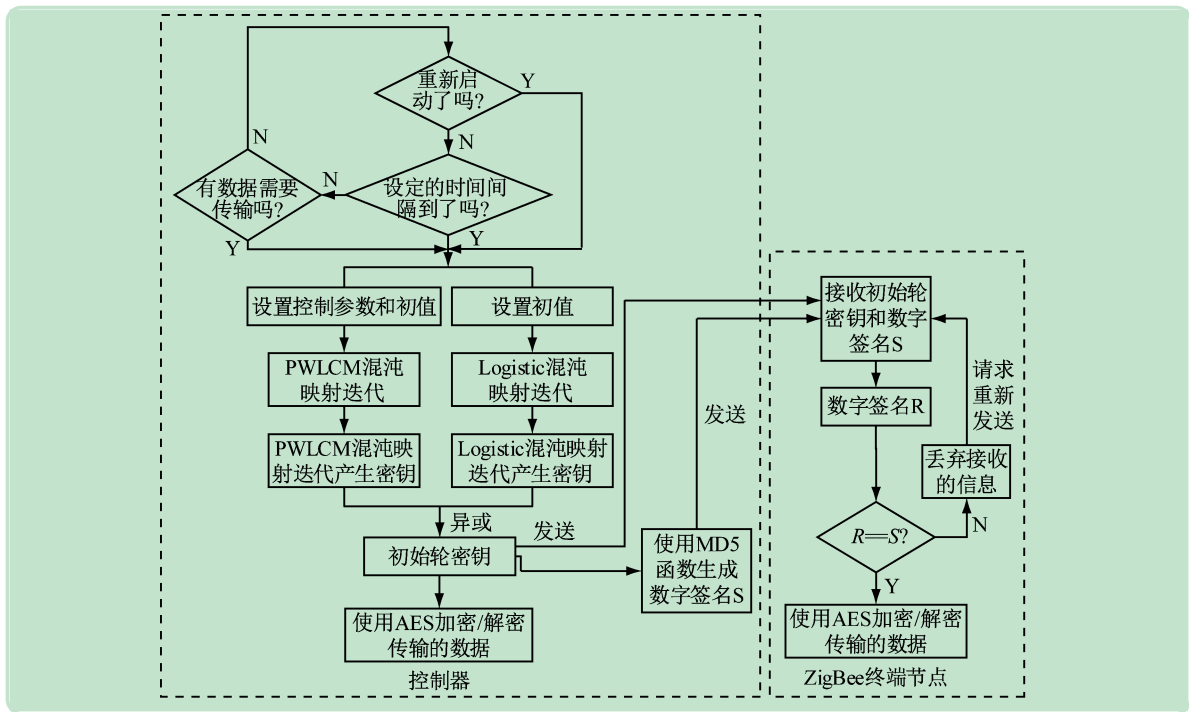 重新启
动了吗?
Y
N
N
有数据需要
传输吗?
N
设定的时间间
隔到了吗?
Y
Y
设置控制参数和初值
设置初值
PWLCM混沌
映射迭代
Logistic混沌
映射迭代
PWLCM混沌映
射迭代产生密钥
Logistic混沌映射
迭代产生密钥
异或
发送
初始轮密钥
使用AES加密/解密
传输的数据
使用MD5
函数生成
数字签名S
发送
控制器
接收初始轮
密钥和数字
签名S
数字签名R
请求
重新
发送
丢弃接收
的信息
R==S?
N
Y
使用AES加密/解密
传输的数据
ZigBee终端节点